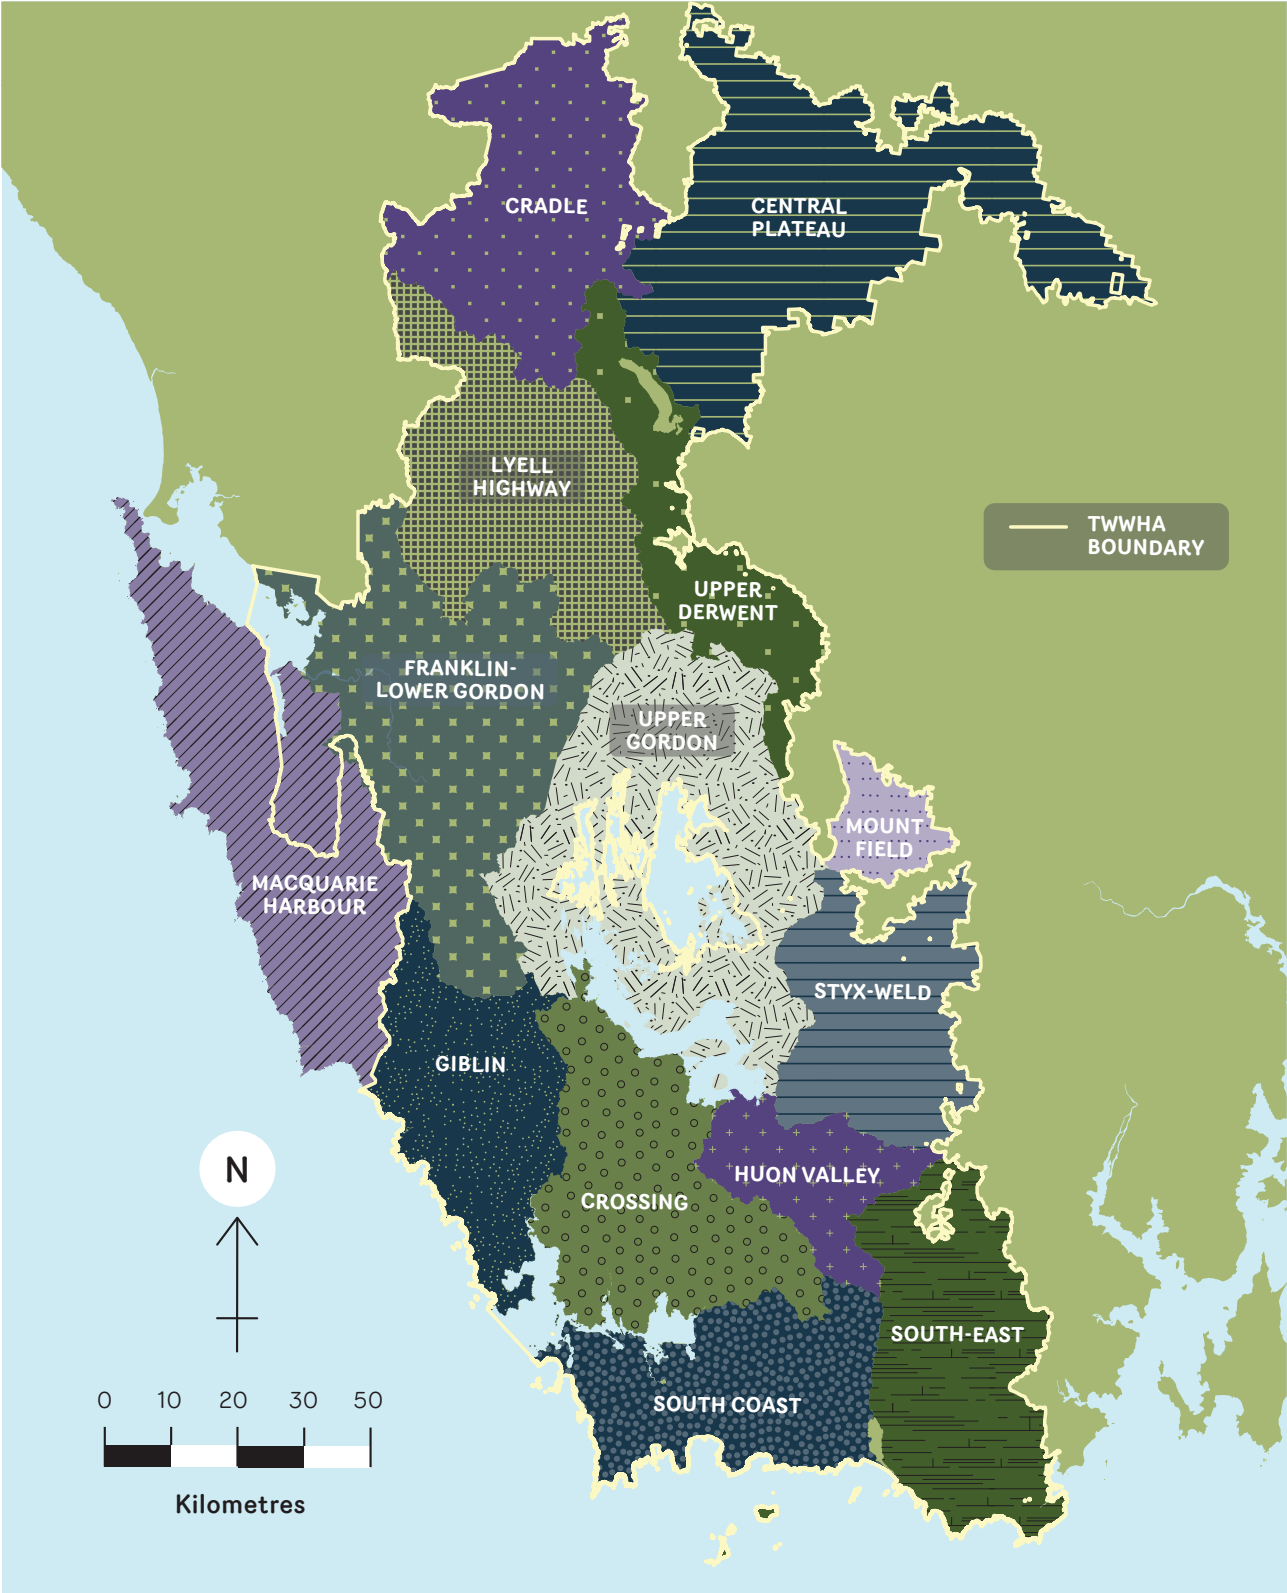 CRADLE
CENTRAL
PLATEAU
LYELL
HIGHWAY
TWWHA
BOUNDARY
UPPER
DERWENT
FRANKLIN-
LOWER GORDON
UPPER
GORDON
MOUNT
FIELD
MACQUARIE
HARBOUR
STYX-WELD
GIBLIN
N
HUON VALLEY
CROSSING
SOUTH-EAST
SOUTH COAST
0 10 20 30 50
Kilometres